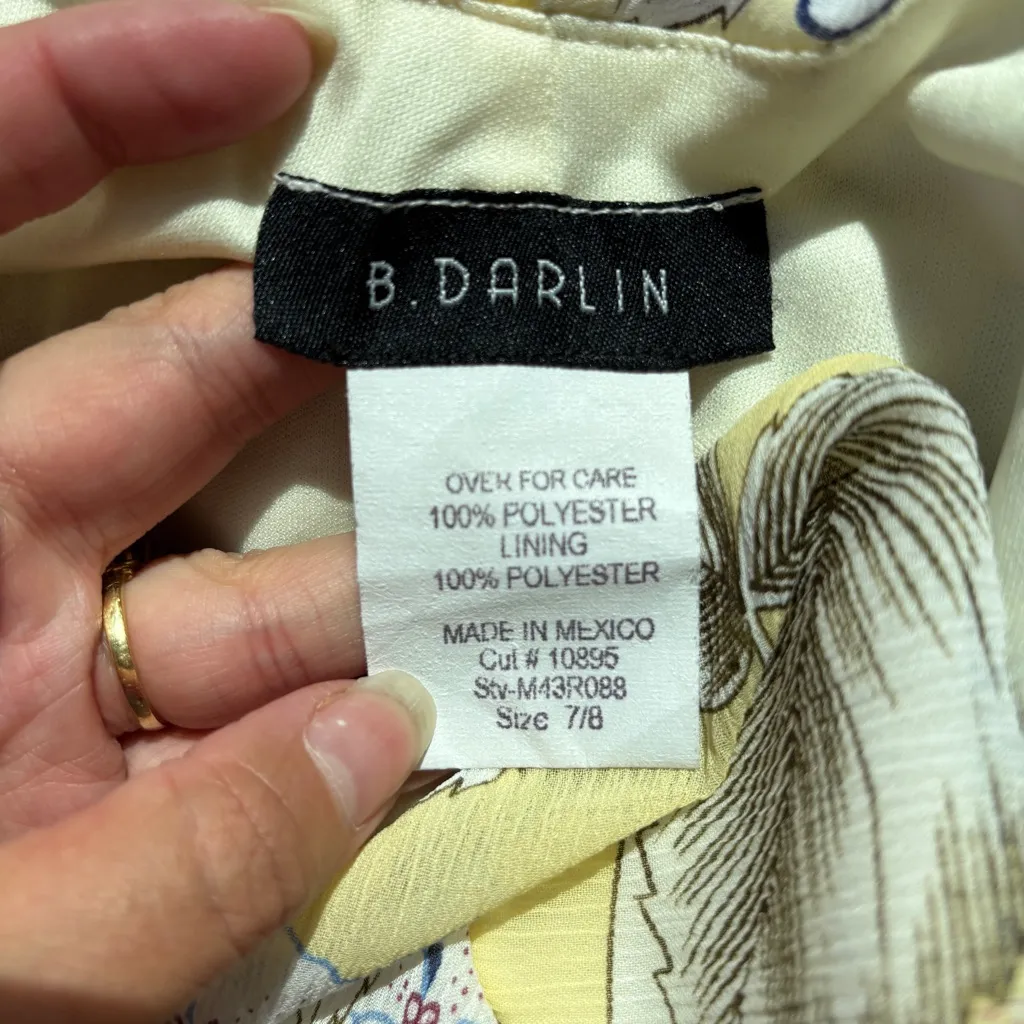 B. DARLIN
OVER FOR CARE
100% POLYESTER
LINING
100% POLYESTER
MADE IN MEXICO
Cut # 10895
Sty-M43R088
Size 7/8